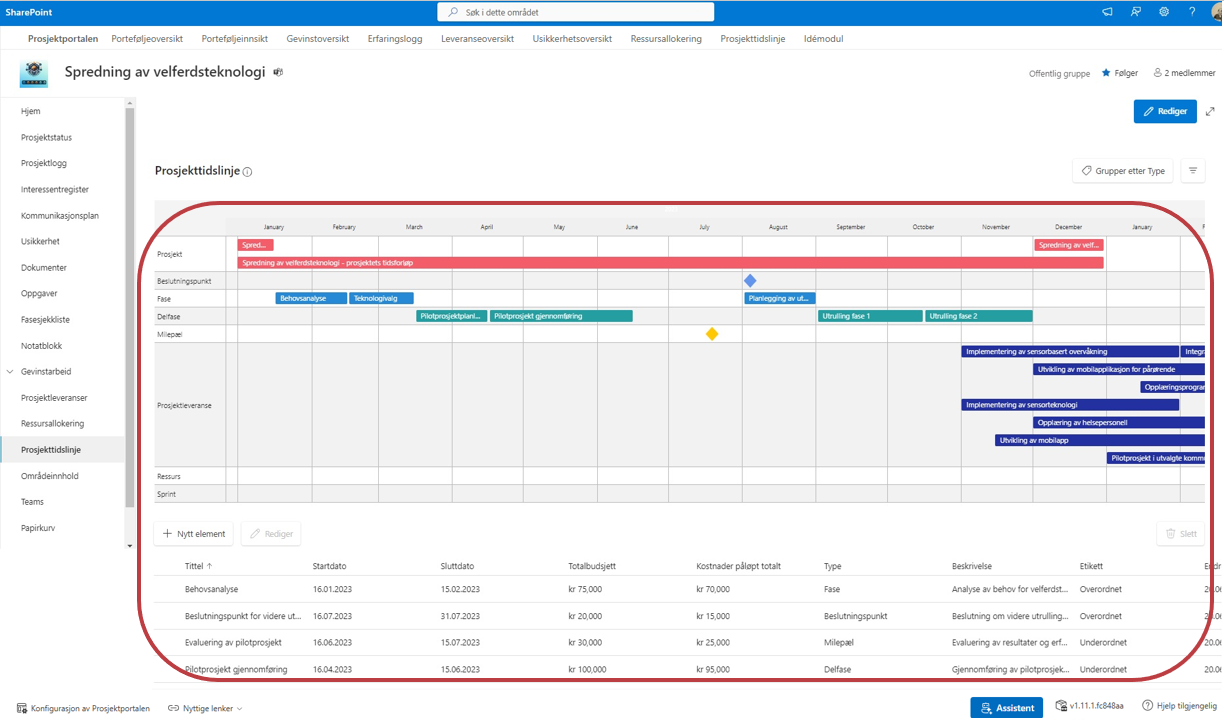 SharePoint
Søk i dette området
?
Prosjektportalen Porteføljeoversikt Porteføljeinnsikt Gevinstoversikt Erfaringslogg Leveranseoversikt Usikkerhetsoversikt Ressursallokering Prosjekttidslinje Idémodul
Spredning av velferdsteknologi
Offentlig gruppe Følger 2 medlemmer
Hjem
Prosjektstatus
Prosjektlogg
Interessentregister
Kommunikasjonsplan
Usikkerhet
Dokumenter
Oppgaver
Fasesjekkliste
Notatblokk
Gevinstarbeid
Prosjektleveranser
Ressursallokering
Prosjekttidslinje
Områdeinnhold
Teams
Papirkurv
Rediger
Prosjekttidslinje
Grupper etter Type
January February March April May June July August September October November December January
Prosjekt
Spred... Spredning av velf...
Spredning av velferdsteknologi - prosjektets tidsforløp
Beslutningspunkt
Fase Behovsanalyse Teknologivalg Planlegging av ut...
Delfase Pilotprosjektplanl... Pilotprosjekt gjennomføring Utrulling fase 1 Utrulling fase 2
Milepæl
Prosjektleveranse
Implementering av sensorbasert overvåkning Integr
Utvikling av mobilapplikasjon for pårørende
Opplæringsprogran
Implementering av sensorteknologi
Opplæring av helsepersonell
Utvikling av mobilapp
Pilotprosjekt i utvalgte komm
Ressurs
Sprint
Nytt element Rediger Slett
Tittel ↑ Startdato Sluttdato Totalbudsjett Kostnader påløpt totalt Type Beskrivelse Etikett Endr
Behovsanalyse 16.01.2023 15.02.2023 kr 75,000 kr 70,000 Fase Analyse av behov for velferdst... Overordnet 20.0
Beslutningspunkt for videre ut... 16.07.2023 31.07.2023 kr 20,000 kr 15,000 Beslutningspunkt Beslutning om videre utrulling... Overordnet 20.0
Evaluering av pilotprosjekt 16.06.2023 15.07.2023 kr 30,000 kr 25,000 Milepæl Evaluering av resultater og erf... Underordnet 20.0
Pilotprosjekt gjennomføring 16.04.2023 15.06.2023 kr 100,000 kr 95,000 Delfase Gjennomføring av pilotprosjek... Underordnet 20.0
Konfigurasjon av Prosjektportalen Nyttige lenker Assistent v1.11.1.fc848aa Hjelp tilgjengelig